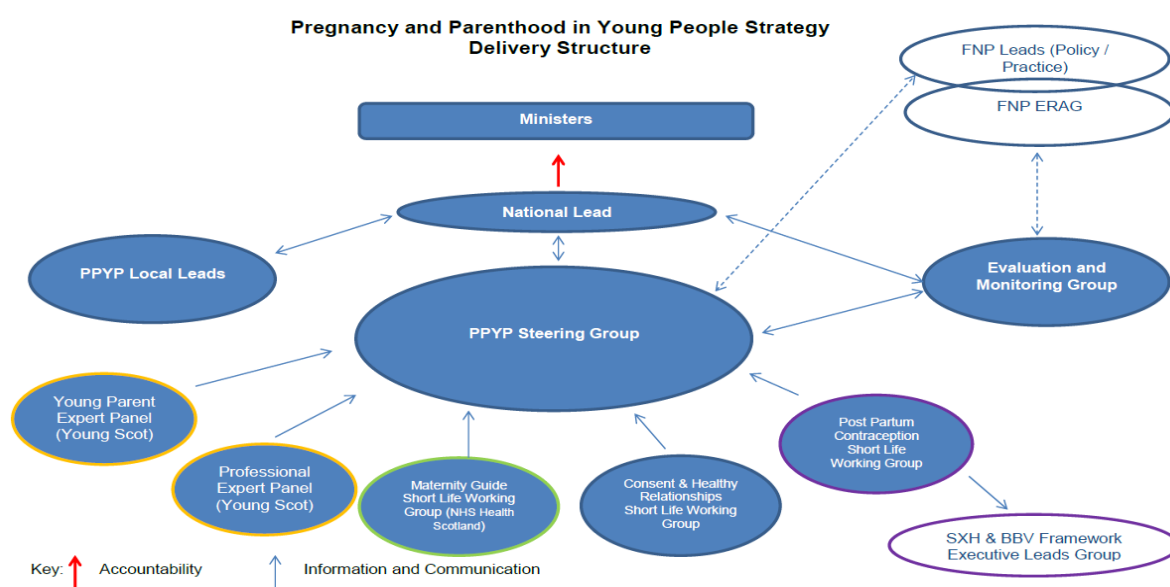 Pregnancy and Parenthood in Young People Strategy
Delivery Structure
FNP Leads (Policy /
Practice)
FNP ERAG
Ministers
National Lead
PPYP Local Leads
Evaluation and
Monitoring Group
PPYP Steering Group
Young Parent
Expert Panel
(Young Scot)
Professional
Expert Panel
(Young Scot)
Maternity Guide
Short Life Working
Group (NHS Health
Scotland)
Consent & Healthy
Relationships
Short Life Working
Group
Post Partum
Contraception
Short Life
Working Group
SXH & BBV Framework
Executive Leads Group
Key: Accountability Information and Communication